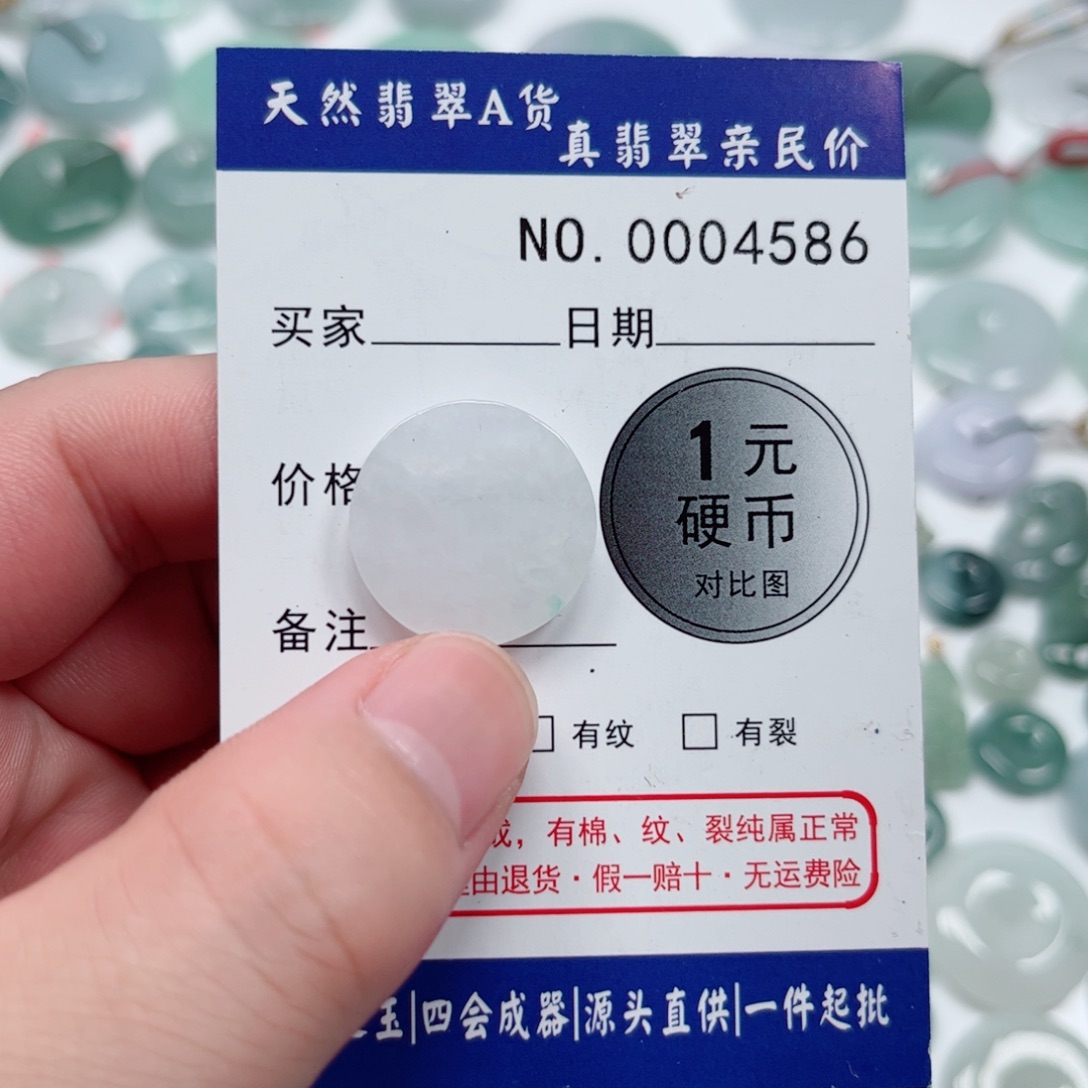 天然翡翠A货
真翡翠亲民价
NO. 0004586
买家 日期
价格
1元
硬币
对比图
备注
有纹 有裂
，有棉、纹、裂纯属正常
由退货·假一赔十·无运费险
玉|四会成器|源头直供|一件起批